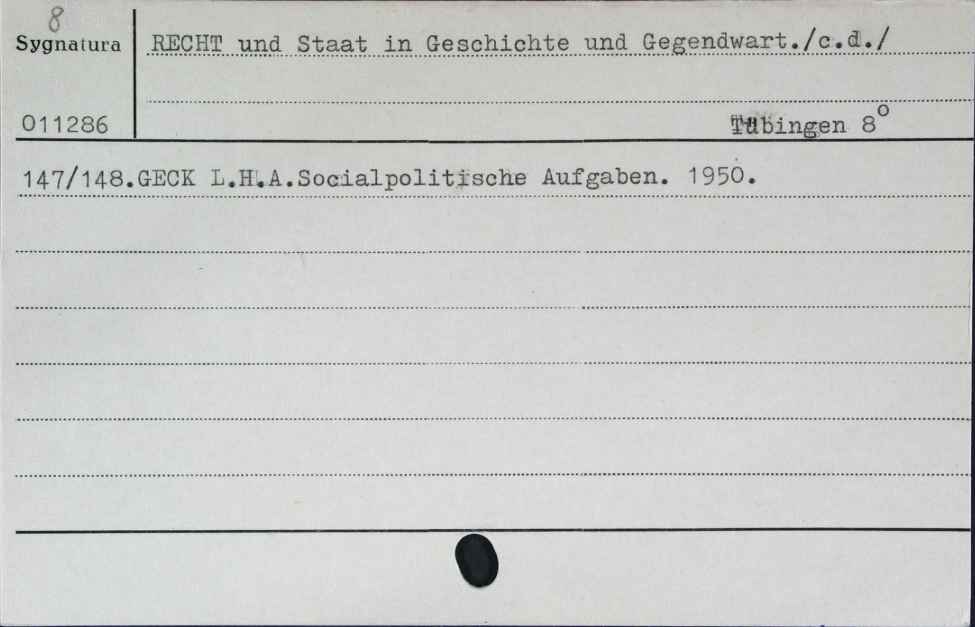 8
Sygnatura
RECHT und Staat in Geschichte und Gegendwart./c.d./
011286
Tübingen 8°
147/148.GECK L.H.A.Socialpolitische Aufgaben. 1950.